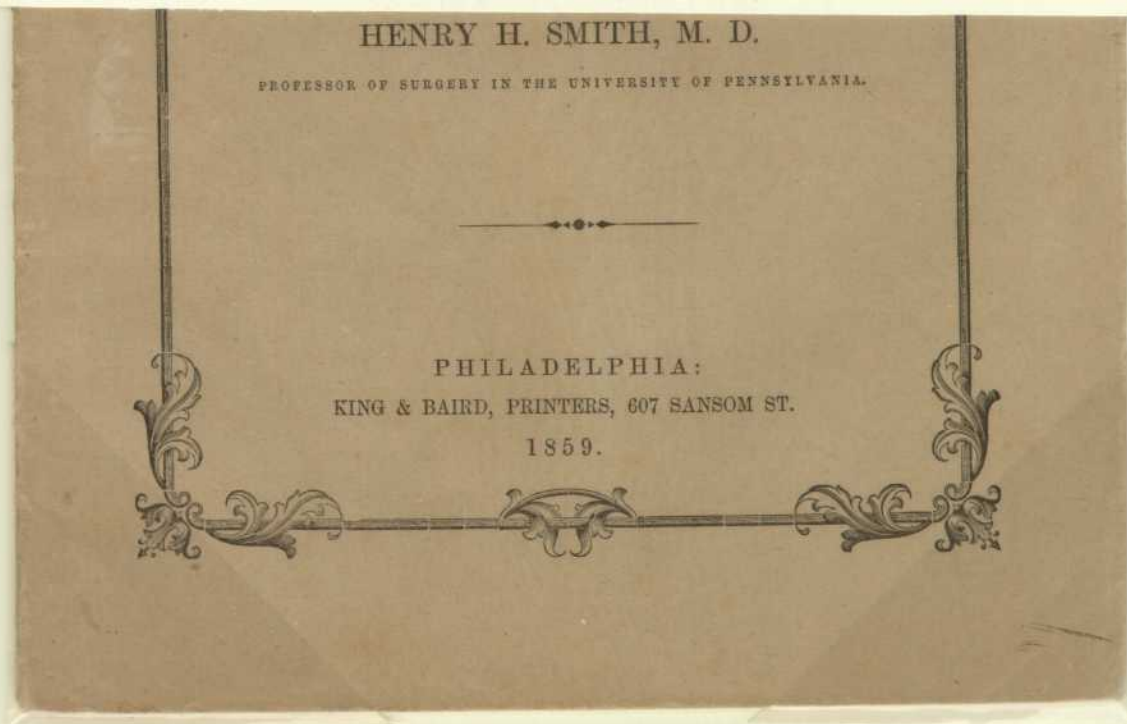 HENRY H. SMITH, M. D.
PROFESSOR OF SURGERY IN THE UNIVERSITY OF PENNSYLVANIA.
PHILADELPHIA:
KING & BAIRD, PRINTERS, 607 SANSOM ST.
1859.